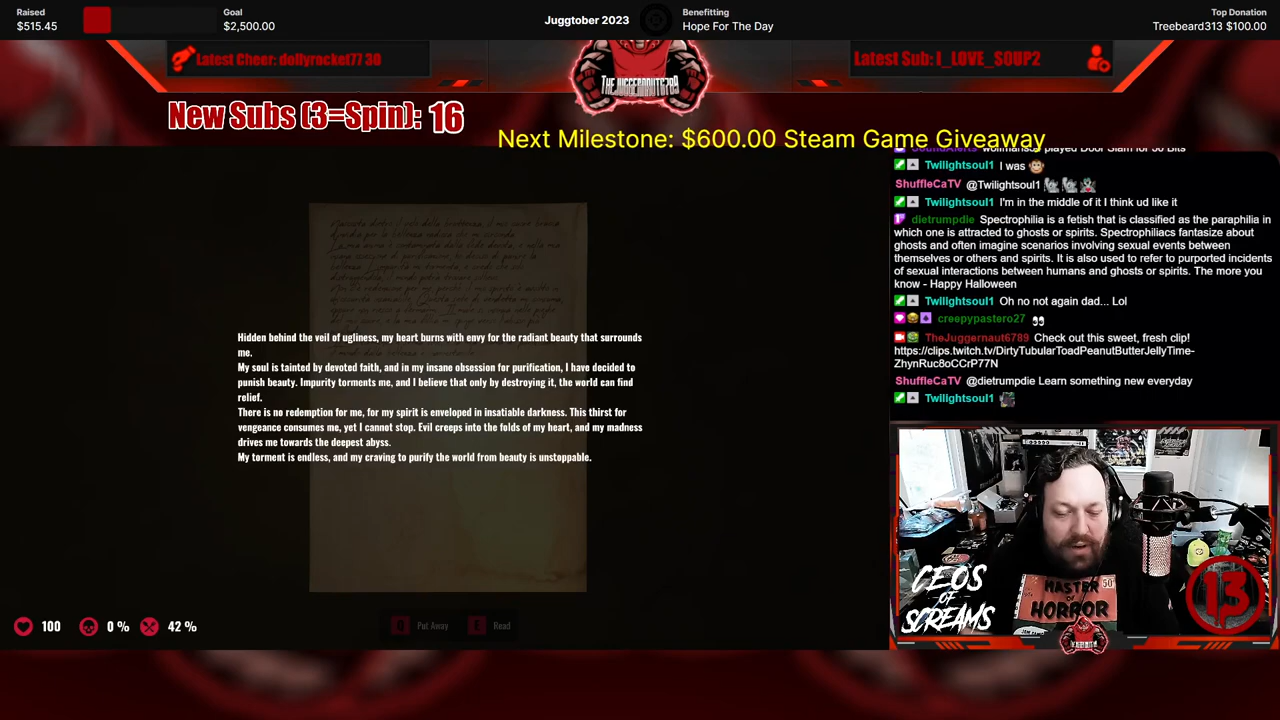 Raised
$515.45
Goal
$2,500.00
Juggtober 2023
Benefitting
Hope For The Day
Top Donation
Treebeard313 $100.00
Latest Cheer: dollyrocket77 30
THEJUGGERNAUT6789
Latest Sub: I_LOVE_SOUP2
New Subs (3=Spin): 16
Next Milestone: $600.00 Steam Game Giveaway
Twilightsoul1 I was
ShuffleCaTV @Twilightsoul1
Twilightsoul1 I'm in the middle of it I think ud like it
dietrumpdie Spectrophilia is a fetish that is classified as the paraphilia in
which one is attracted to ghosts or spirits. Spectrophiliacs fantasize about
ghosts and often imagine scenarios involving sexual events between
themselves or others and spirits. It is also used to refer to purported incidents
of sexual interactions between humans and ghosts or spirits. The more you
know - Happy Halloween
Twilightsoul1 Oh no not again dad... Lol
creepypastero27
TheJuggernaut6789 Check out this sweet, fresh clip!
https://clips.twitch.tv/DirtyTubularToadPeanutButterJellyTime-
ZhynRuc8oCCrP77N
ShuffleCaTV @dietrumpdie Learn something new everyday
Twilightsoul1
Hidden behind the veil of ugliness, my heart burns with envy for the radiant beauty that surrounds
me.
My soul is tainted by devoted faith, and in my insane obsession for purification, I have decided to
punish beauty. Impurity torments me, and I believe that only by destroying it, the world can find
relief.
There is no redemption for me, for my spirit is enveloped in insatiable darkness. This thirst for
vengeance consumes me, yet I cannot stop. Evil creeps into the folds of my heart, and my madness
drives me towards the deepest abyss.
My torment is endless, and my craving to purify the world from beauty is unstoppable.
100
0 %
42 %
Q Put Away
E Read
CEOS
OF
SCREAMS
MASTER
OF
HORROR
13